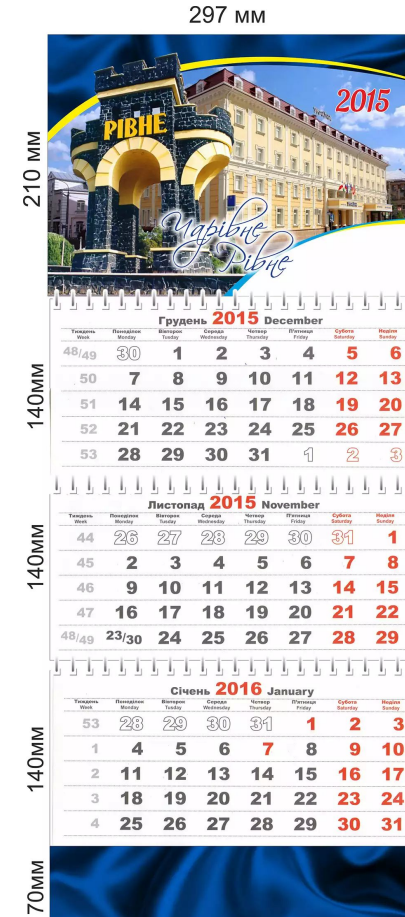 297 мм
210 мм
РІВНЕ
2015
Чарівне
Рівне
140мм
Грудень 2015 December
Тиждень Понеділок Вівторок Середа Четвер П'ятниця Субота Неділя
Week Monday Tusday Wednesday Thursday Friday Saturday Sunday
48/49 30 1 2 3 4 5 6
50 7 8 9 10 11 12 13
51 14 15 16 17 18 19 20
52 21 22 23 24 25 26 27
53 28 29 30 31 1 2 3
140мм
Листопад 2015 November
Тиждень Понеділок Вівторок Середа Четвер П'ятниця Субота Неділя
Week Monday Tusday Wednesday Thursday Friday Saturday Sunday
44 26 27 28 29 30 31 1
45 2 3 4 5 6 7 8
46 9 10 11 12 13 14 15
47 16 17 18 19 20 21 22
48/49 23/30 24 25 26 27 28 29
140мм
Січень 2016 January
Тиждень Понеділок Вівторок Середа Четвер П'ятниця Субота Неділя
Week Monday Tusday Wednesday Thursday Friday Saturday Sunday
53 28 29 30 31 1 2 3
1 4 5 6 7 8 9 10
2 11 12 13 14 15 16 17
3 18 19 20 21 22 23 24
4 25 26 27 28 29 30 31
70мм